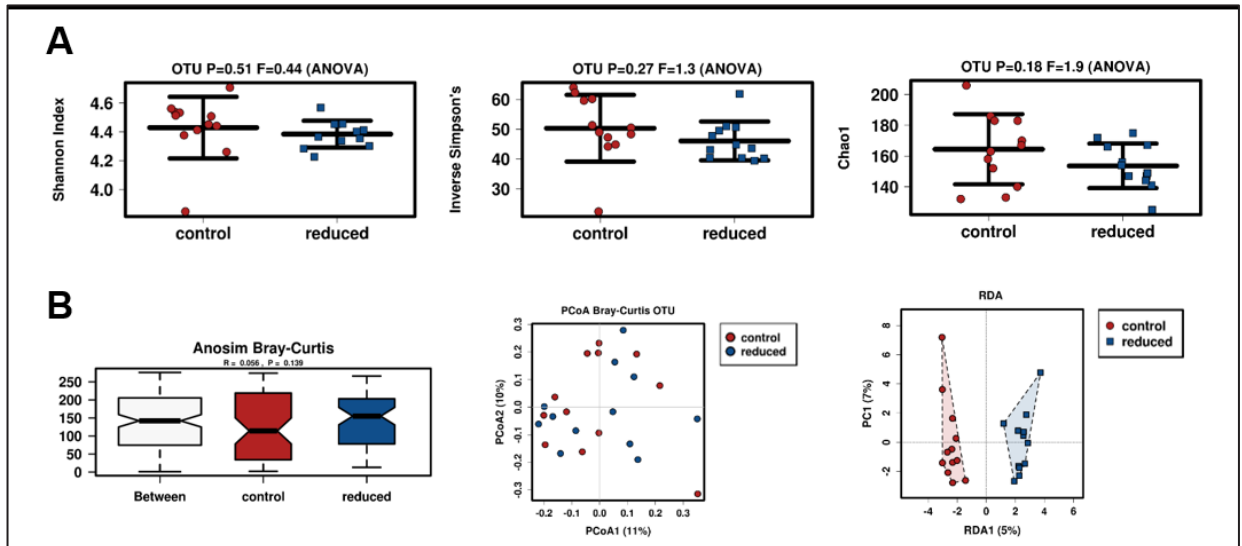 A
OTU P=0.51 F=0.44 (ANOVA)
Shannon Index
4.6
4.4
4.2
4.0
control
reduced
OTU P=0.27 F=1.3 (ANOVA)
Inverse Simpson's
60
50
40
30
control
reduced
OTU P=0.18 F=1.9 (ANOVA)
Chao1
200
180
160
140
control
reduced
B
Anosim Bray-Curtis
R = 0.056 , P = 0.139
250
200
150
100
50
0
Between
control
reduced
PCoA Bray-Curtis OTU
PCoA2 (10%)
0.3
0.2
0.1
0.0
-0.1
-0.2
-0.3
-0.2 -0.1 0.0 0.1 0.2 0.3
PCoA1 (11%)
control
reduced
RDA
PC1 (7%)
8
6
4
2
0
-2
-4 -2 0 2 4 6
RDA1 (5%)
control
reduced